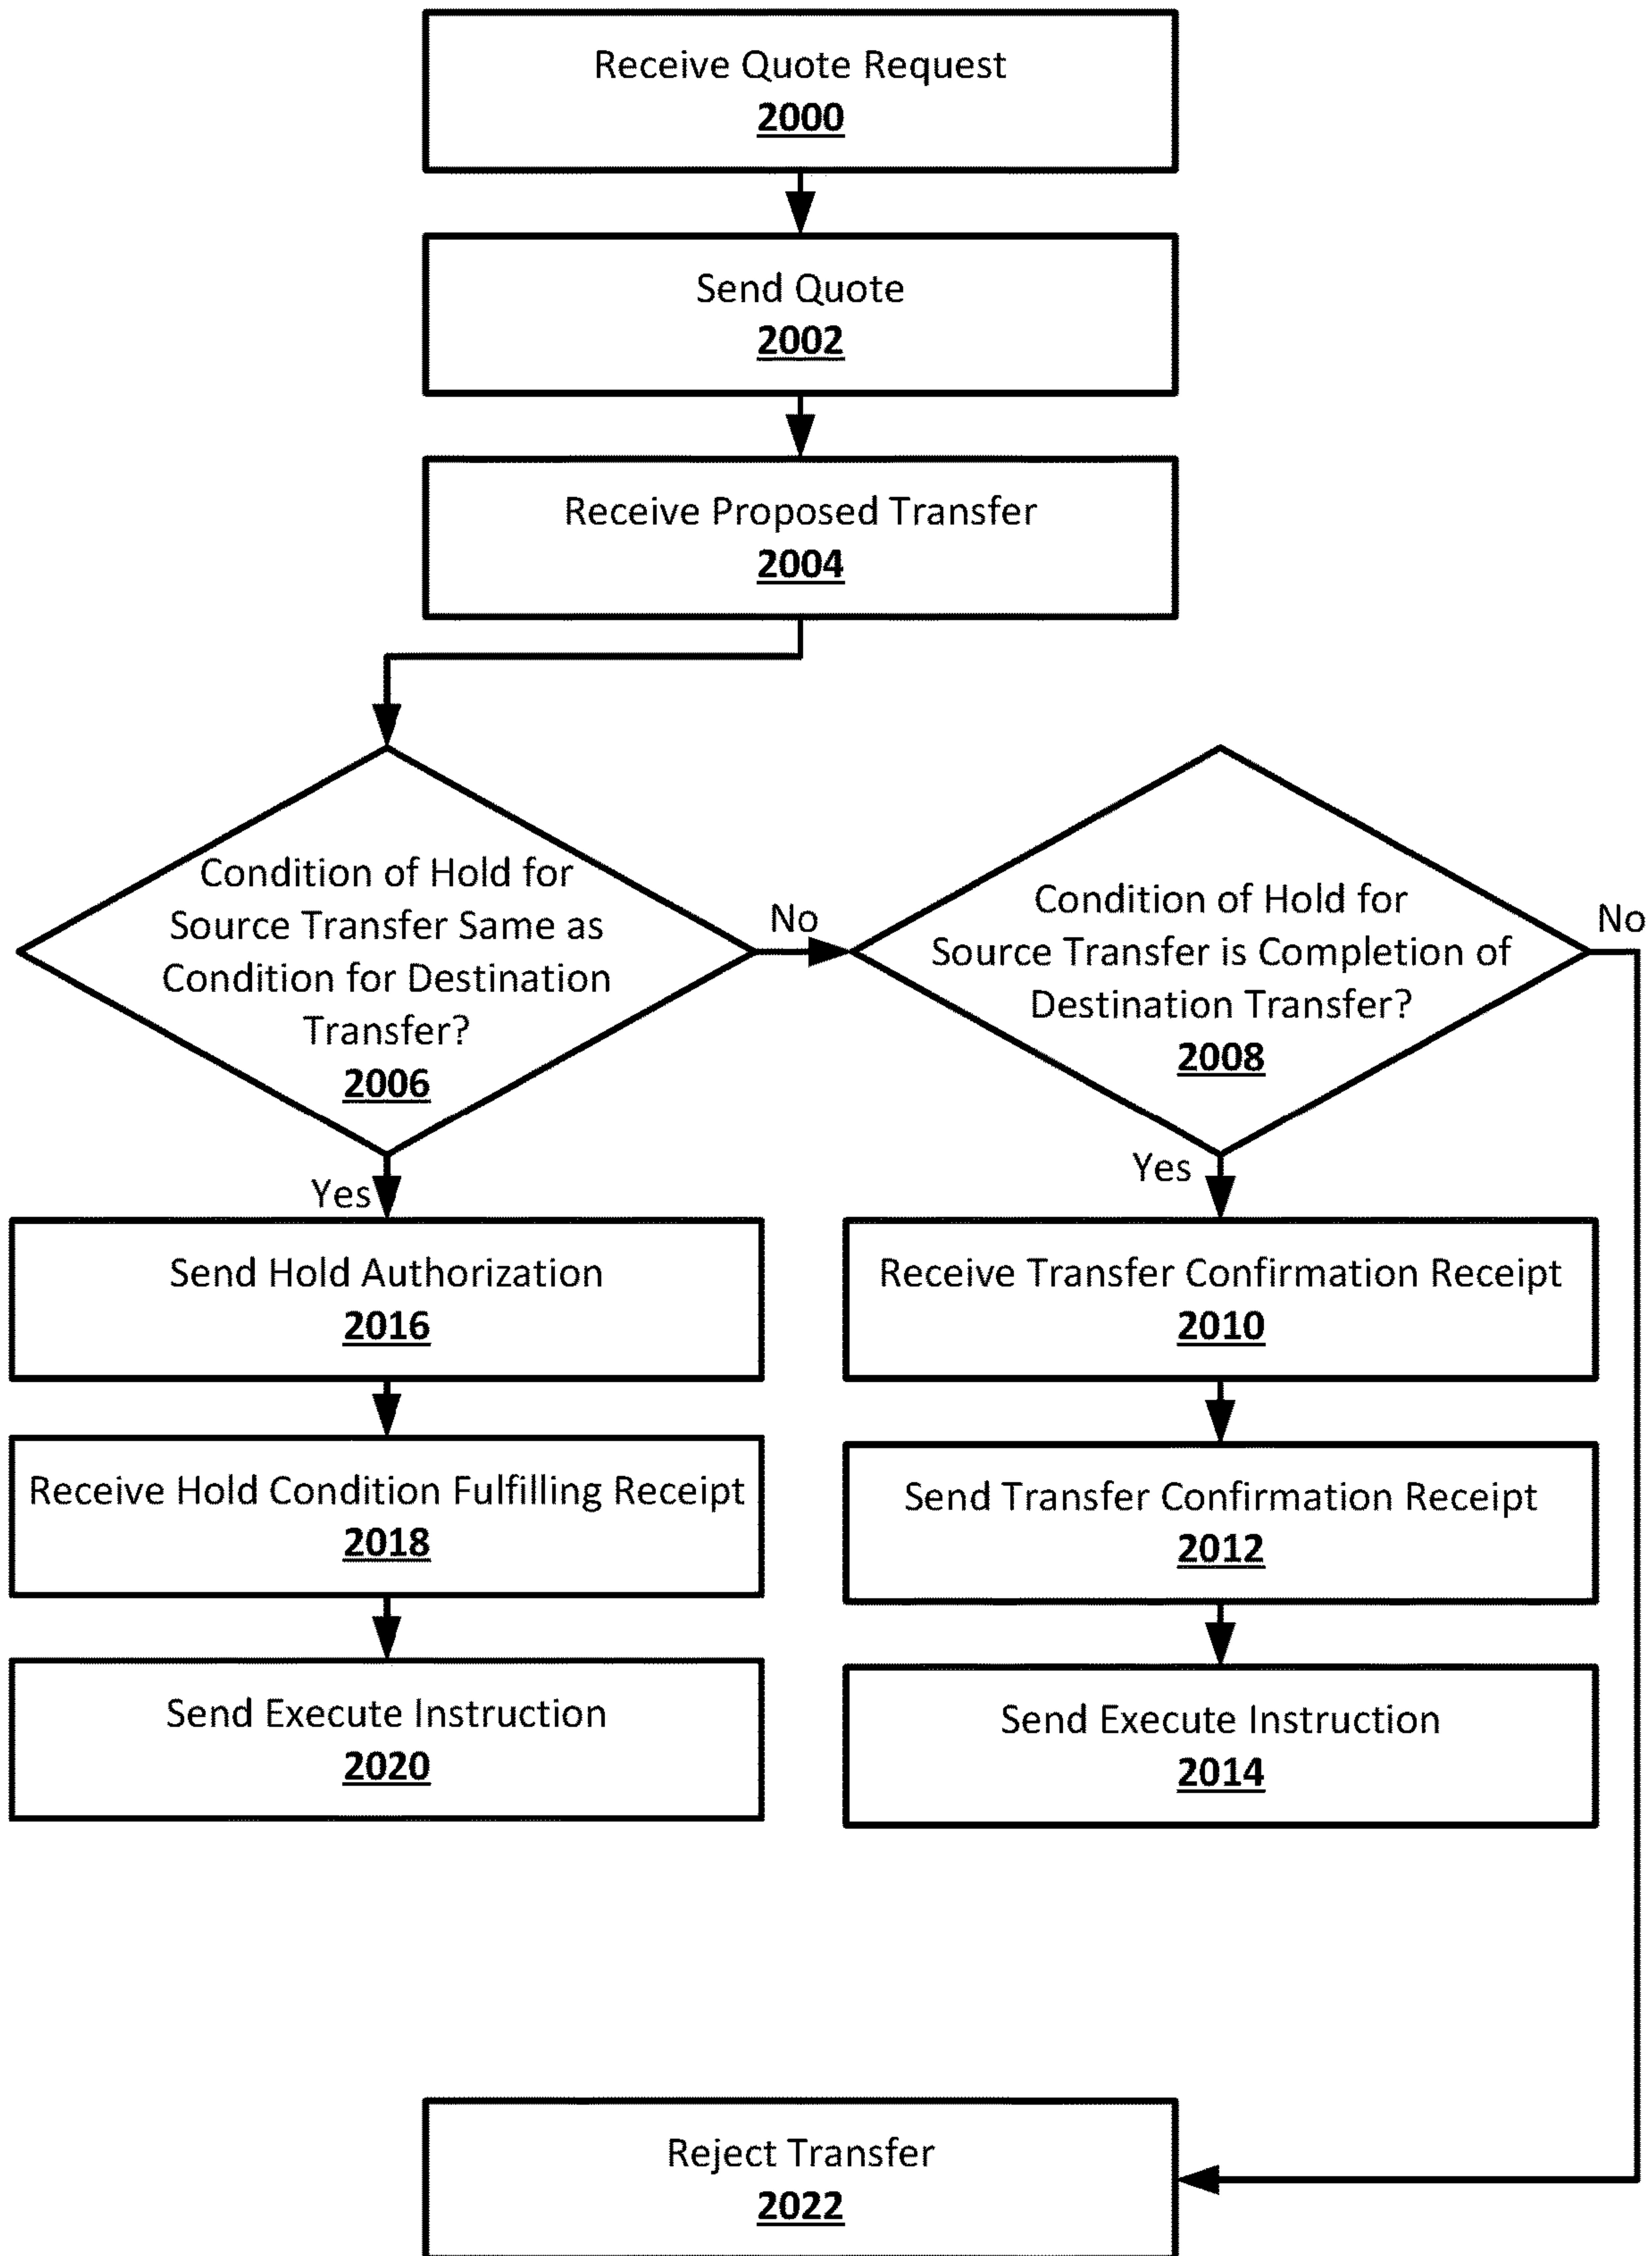 Receive Quote Request
2000
Send Quote
2002
Receive Proposed Transfer
2004
Condition of Hold for
Source Transfer Same as
Condition for Destination
Transfer?
2006
No
Condition of Hold for
Source Transfer is Completion of
Destination Transfer?
2008
No
Yes
Yes
Send Hold Authorization
2016
Receive Transfer Confirmation Receipt
2010
Receive Hold Condition Fulfilling Receipt
2018
Send Transfer Confirmation Receipt
2012
Send Execute Instruction
2020
Send Execute Instruction
2014
Reject Transfer
2022